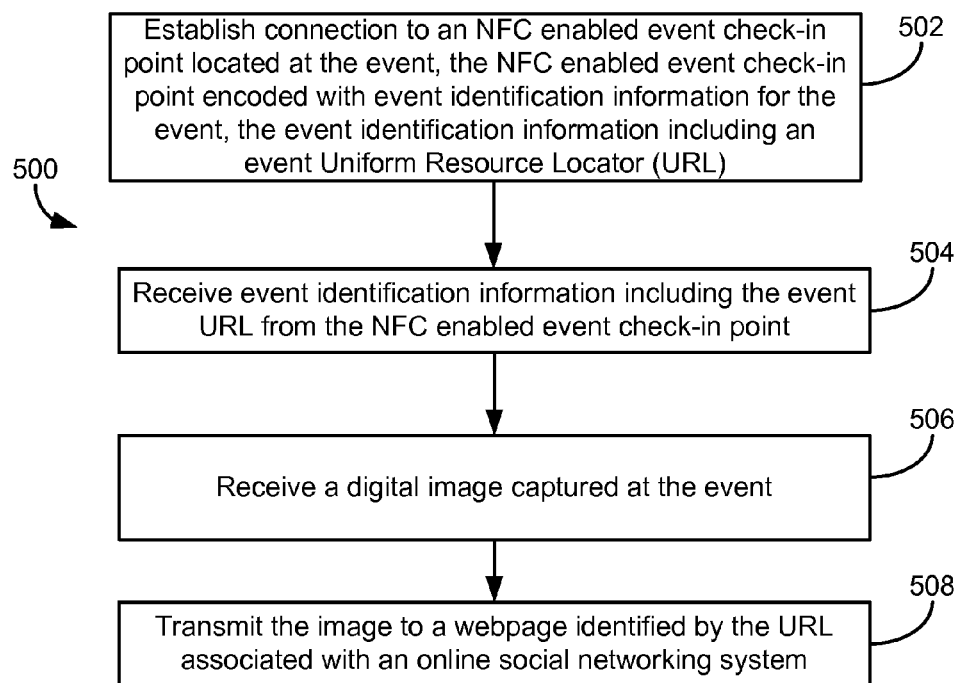 Establish connection to an NFC enabled event check-in
point located at the event, the NFC enabled event check-in
point encoded with event identification information for the
event, the event identification information including an
event Uniform Resource Locator (URL)
502
500
504
Receive event identification information including the event
URL from the NFC enabled event check-in point
506
Receive a digital image captured at the event
508
Transmit the image to a webpage identified by the URL
associated with an online social networking system